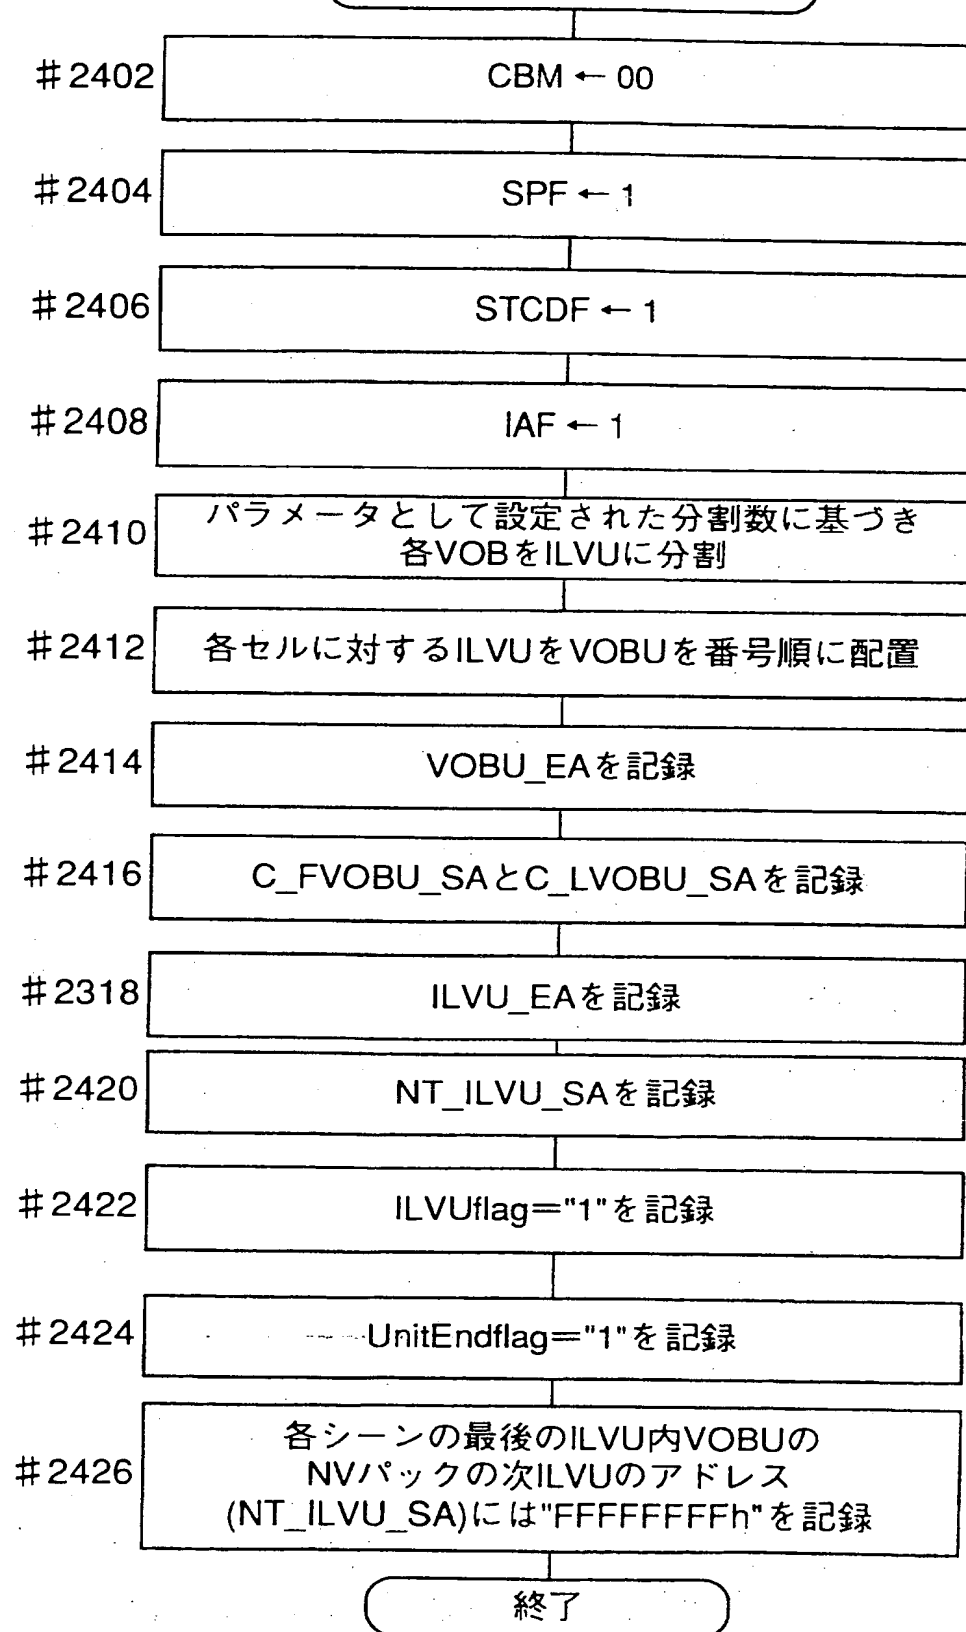 #2402 CBM ← 00
#2404 SPF ← 1
#2406 STCDF ← 1
#2408 IAF ← 1
#2410 パラメータとして設定された分割数に基づき
各VOBをILVUに分割
#2412 各セルに対するILVUをVOBUを番号順に配置
#2414 VOBU_EAを記録
#2416 C_FVOBU_SAとC_LVOBU_SAを記録
#2318 ILVU_EAを記録
#2420 NT_ILVU_SAを記録
#2422 ILVUflag="1"を記録
#2424 UnitEndflag="1"を記録
#2426 各シーンの最後のILVU内VOBUの
NVパックの次ILVUのアドレス
(NT_ILVU_SA)には"FFFFFFFFh"を記録
終了